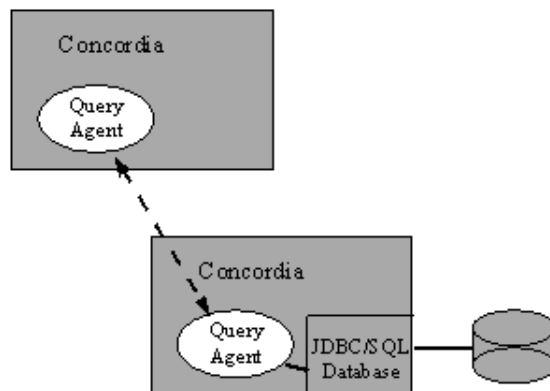 Concordia
Query
Agent
Concordia
Query
Agent
JDBC/SQL
Database